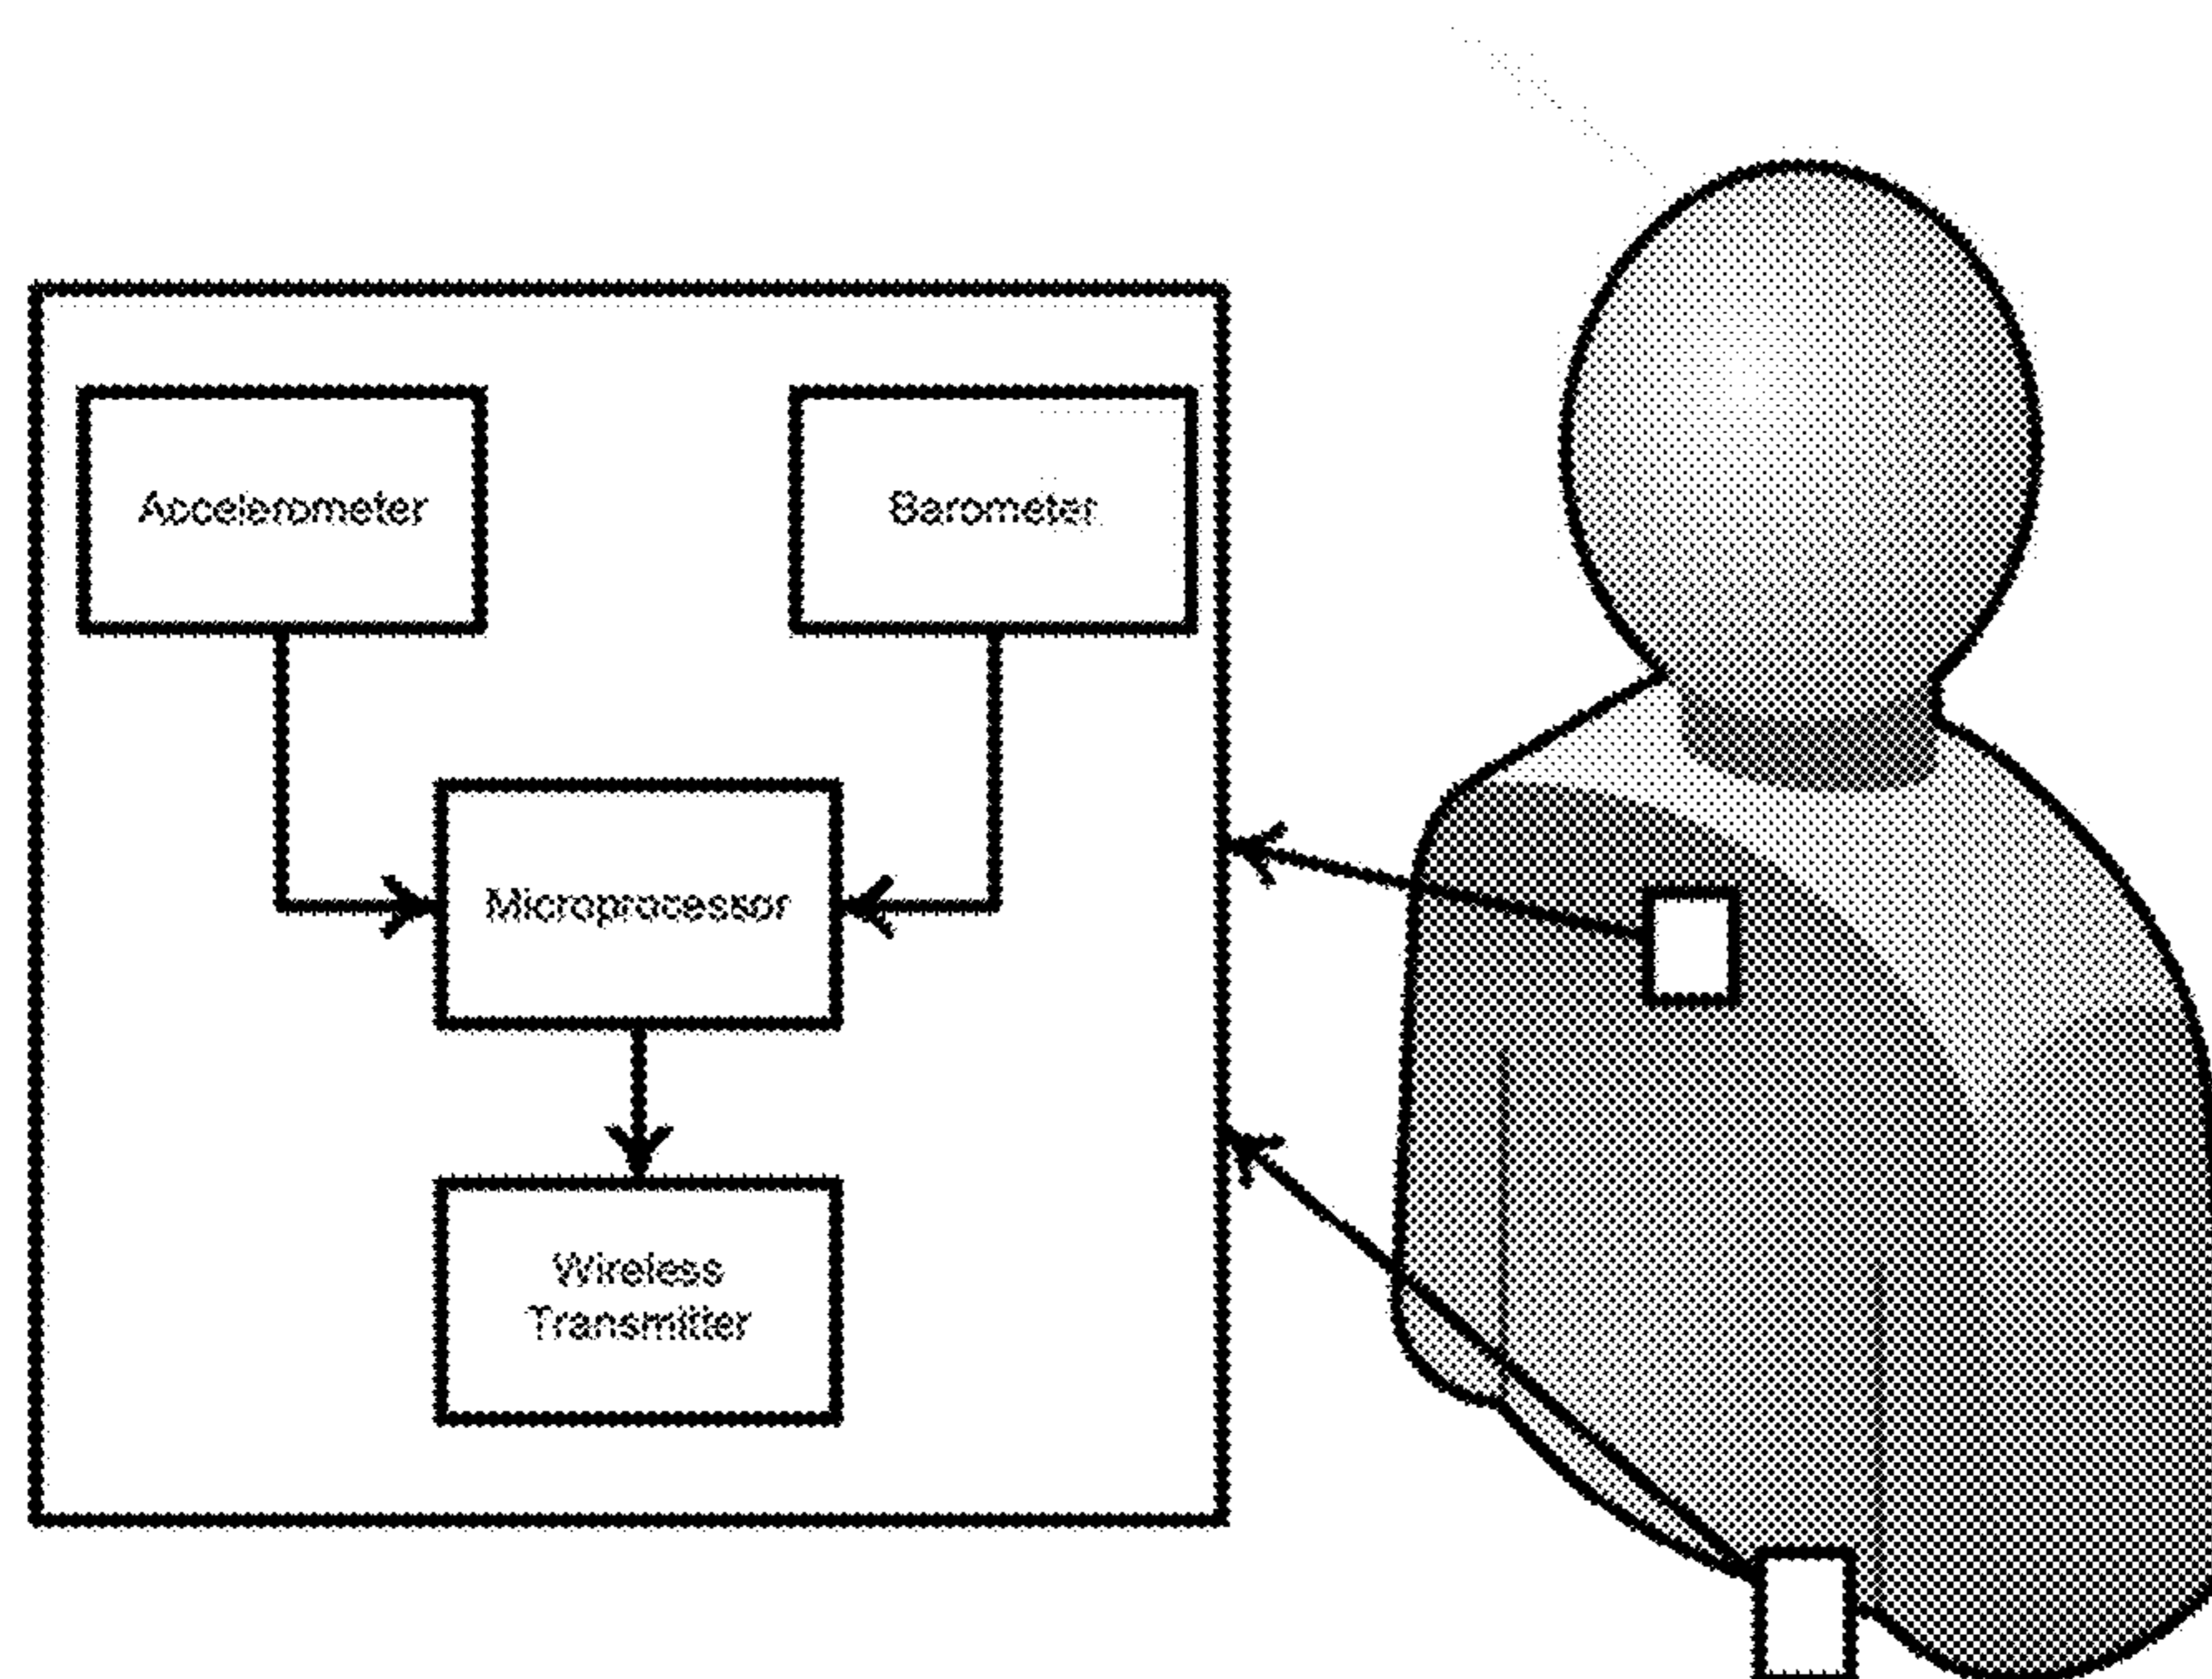 Accelerometer
Barometer
Microprocessor
Wireless
Transmitter